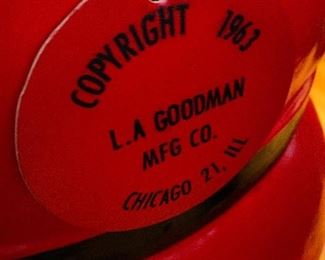 COPYRIGHT 1963
L.A GOODMAN
MFG CO.
CHICAGO 21, ILL